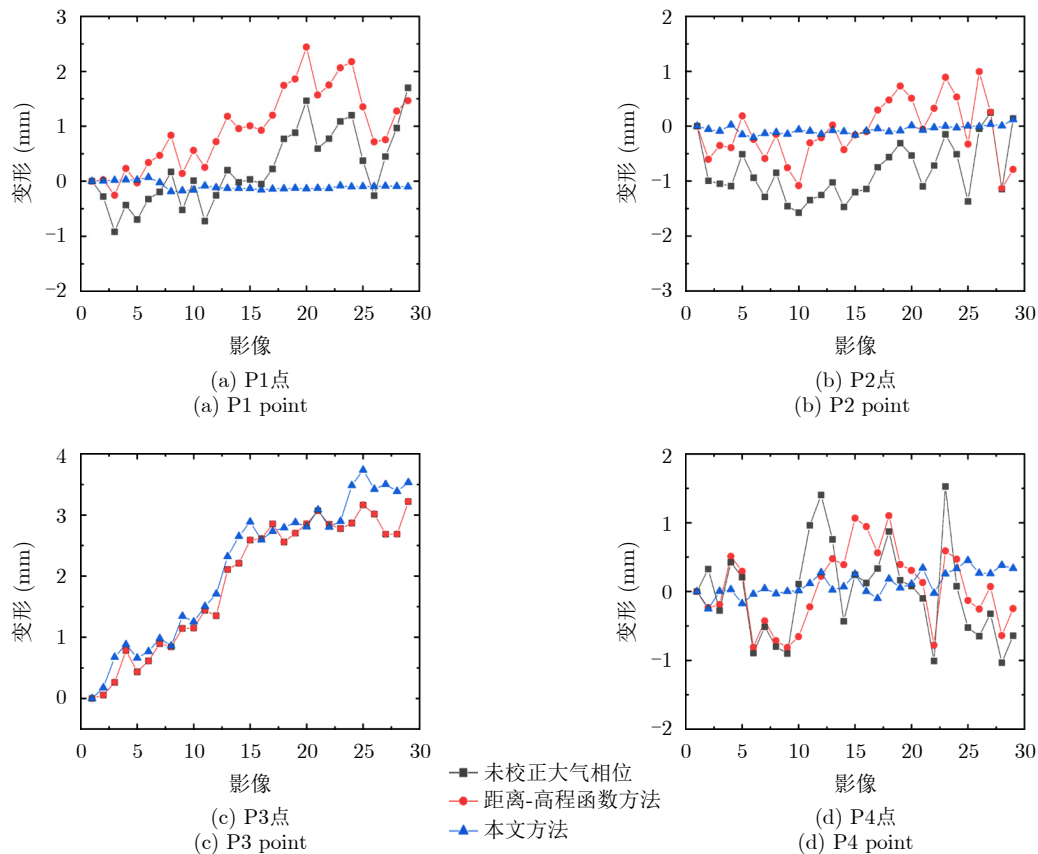 3
2
1
0
−1
−2
变形 (mm)
0 5 10 15 20 25 30
影像
(a) P1点
(a) P1 point
2
1
0
−1
−2
−3
变形 (mm)
0 5 10 15 20 25 30
影像
(b) P2点
(b) P2 point
4
3
2
1
0
变形 (mm)
0 5 10 15 20 25 30
影像
(c) P3点
(c) P3 point
未校正大气相位
距离-高程函数方法
本文方法
2
1
0
−1
−2
变形 (mm)
0 5 10 15 20 25 30
影像
(d) P4点
(d) P4 point